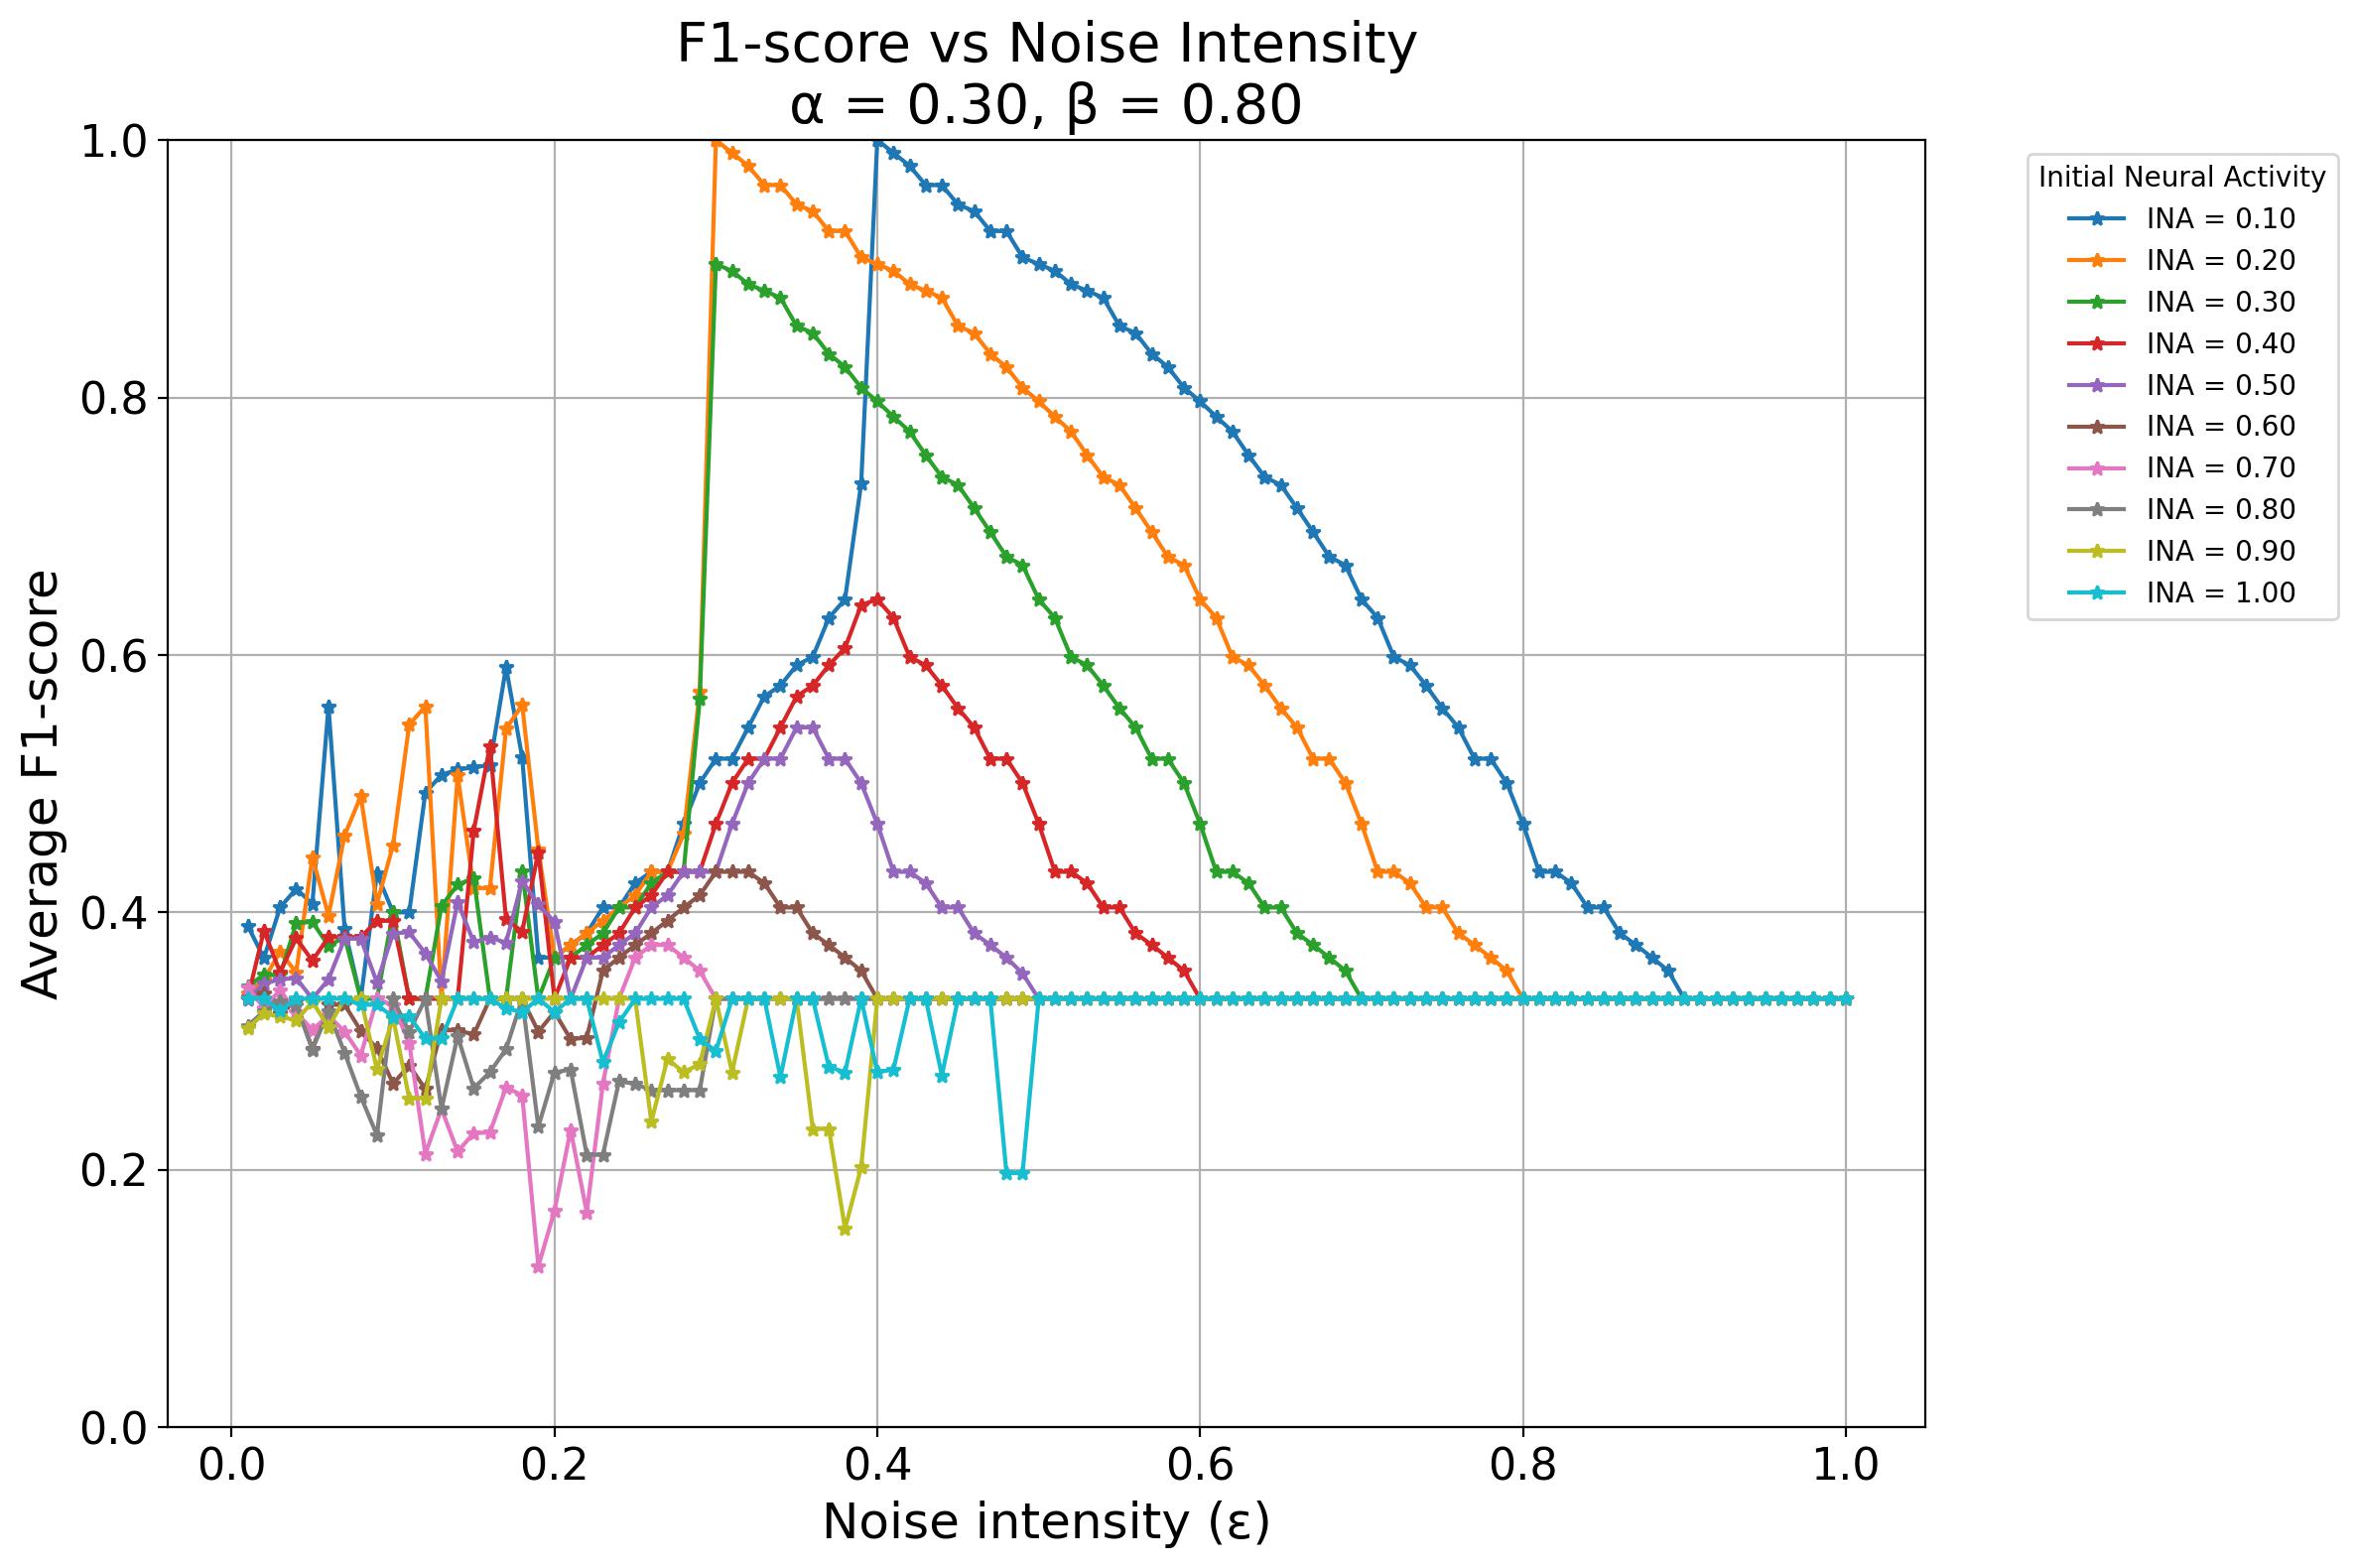 F1-score vs Noise Intensity
α = 0.30, β = 0.80
1.0
0.8
0.6
0.4
0.2
0.0
Average F1-score
0.0 0.2 0.4 0.6 0.8 1.0
Noise intensity (ε)
Initial Neural Activity
INA = 0.10
INA = 0.20
INA = 0.30
INA = 0.40
INA = 0.50
INA = 0.60
INA = 0.70
INA = 0.80
INA = 0.90
INA = 1.00